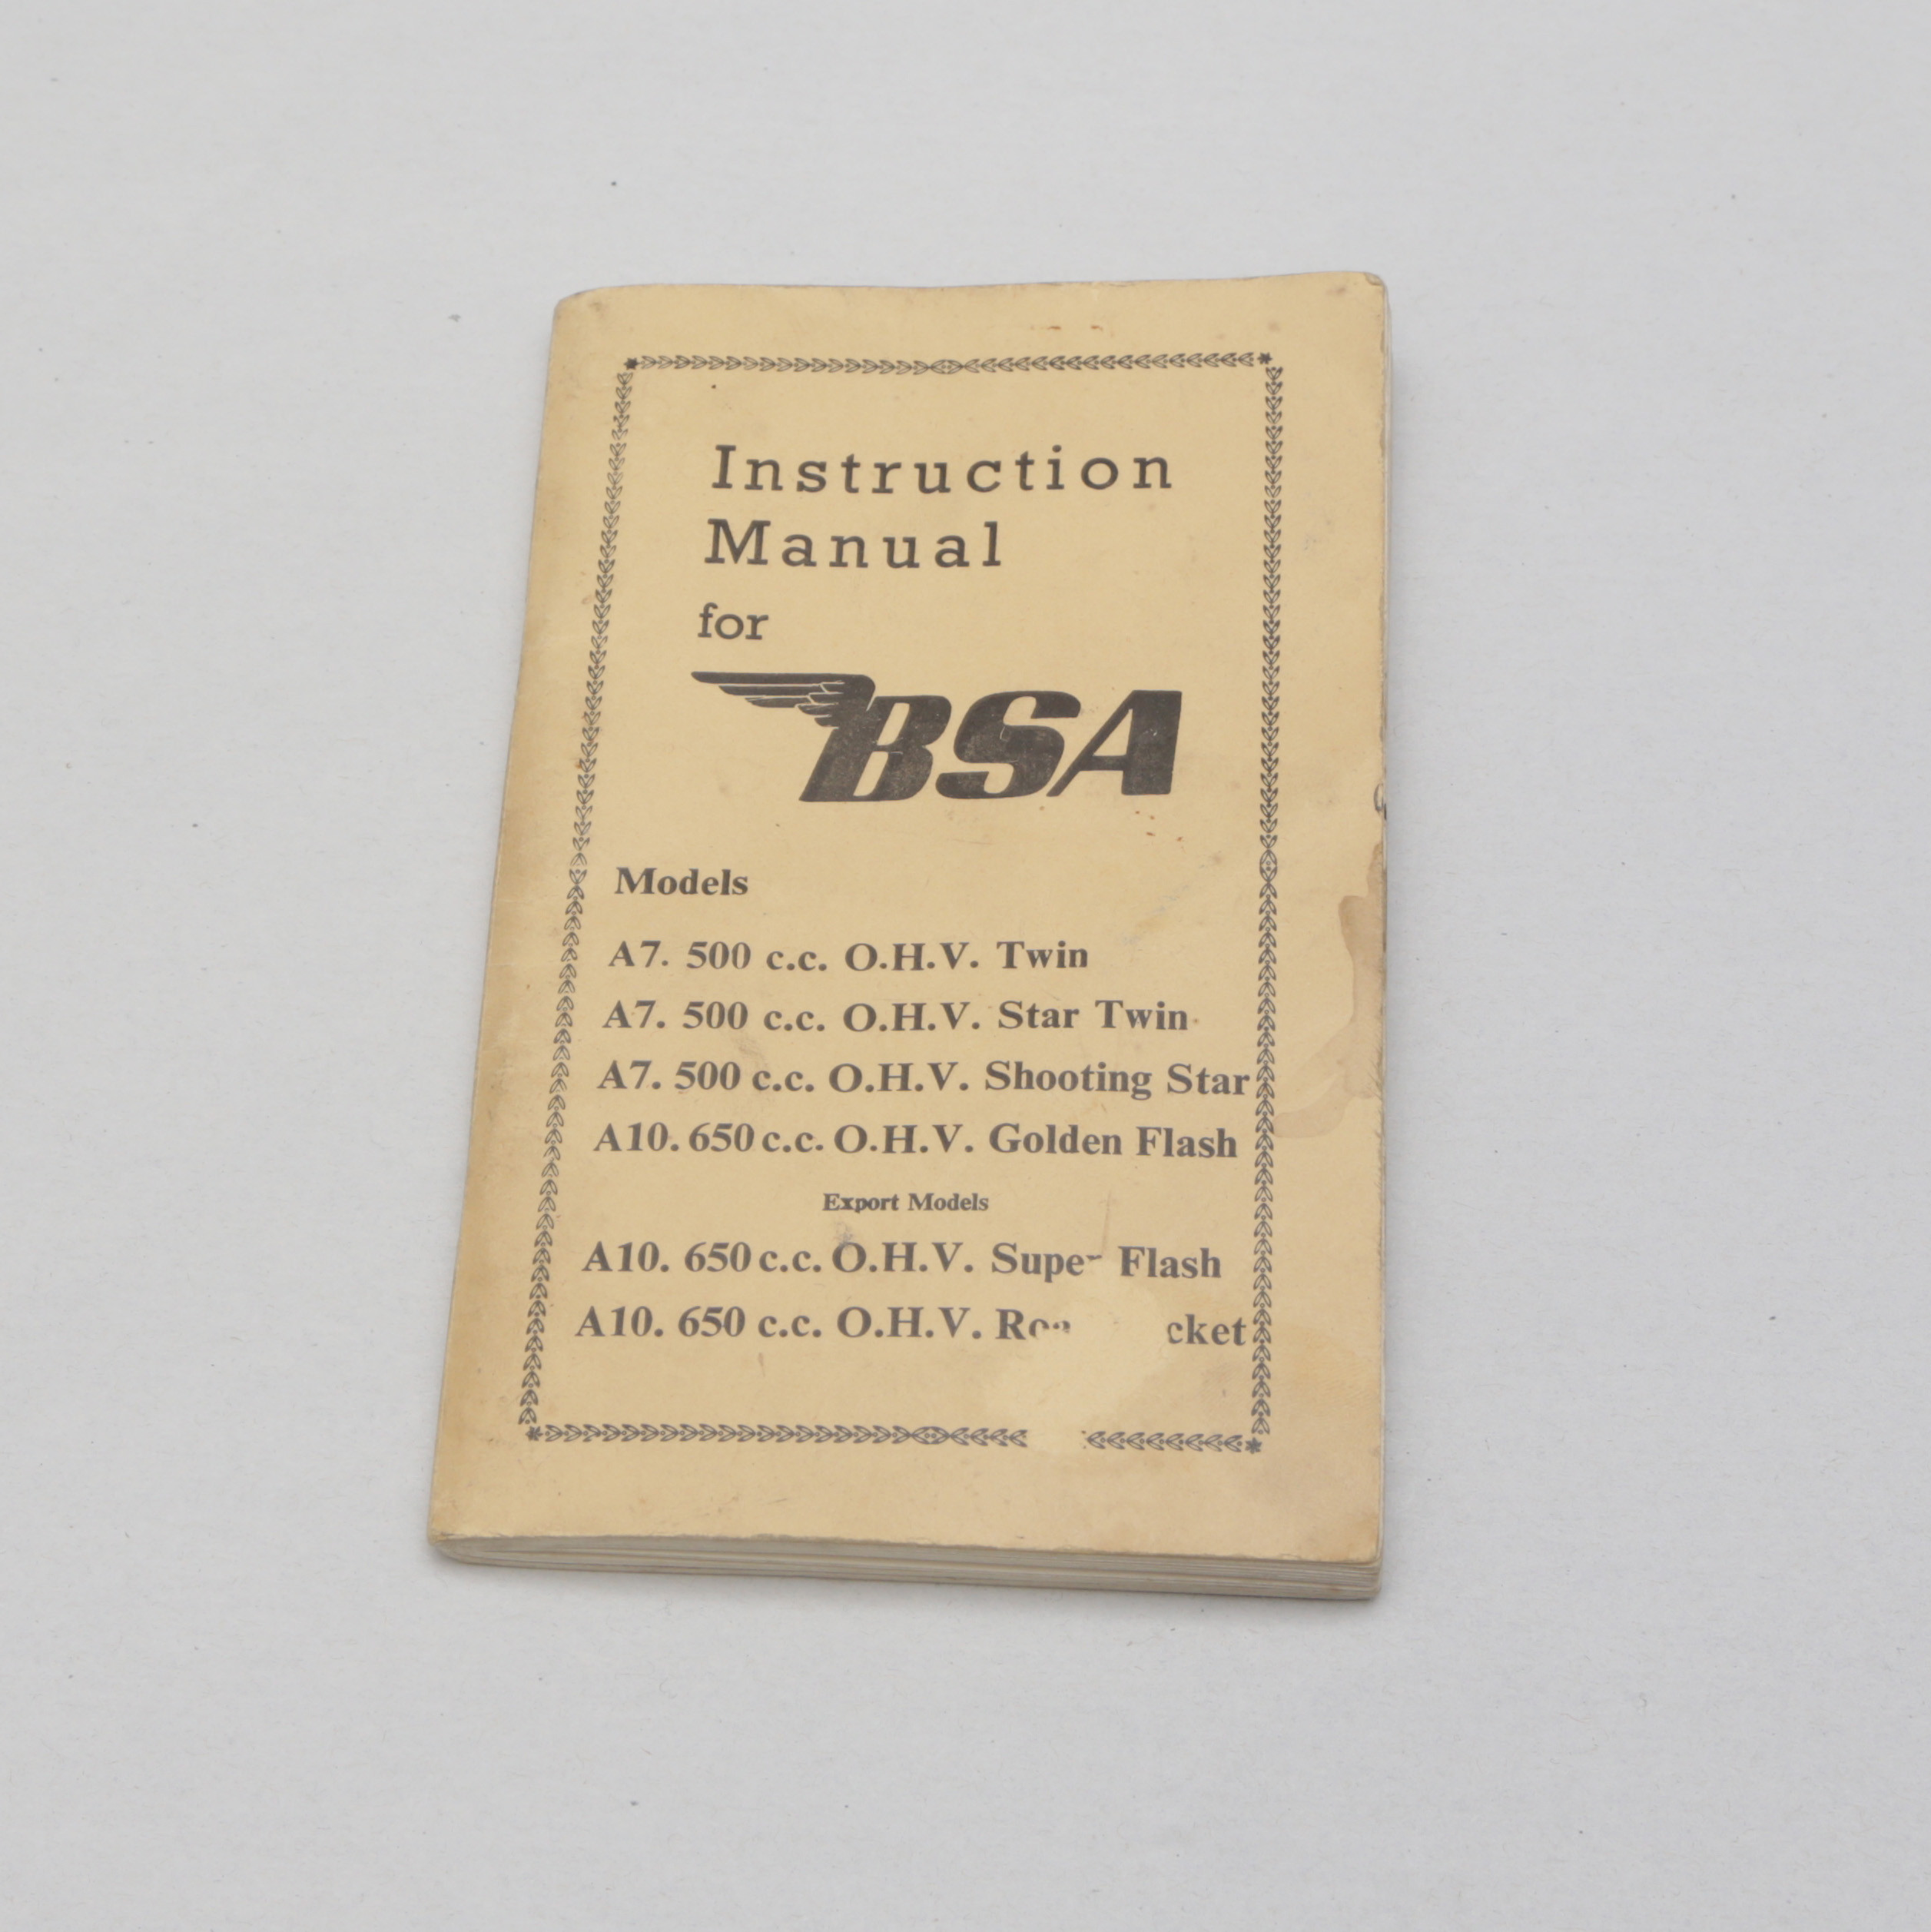 Instruction
Manual
for
BSA
Models
A7. 500 c.c. O.H.V. Twin
A7. 500 c.c. O.H.V. Star Twin
A7. 500 c.c. O.H.V. Shooting Star
A10. 650 c.c. O.H.V. Golden Flash
Export Models
A10. 650 c.c. O.H.V. Super Flash
A10. 650 c.c. O.H.V.